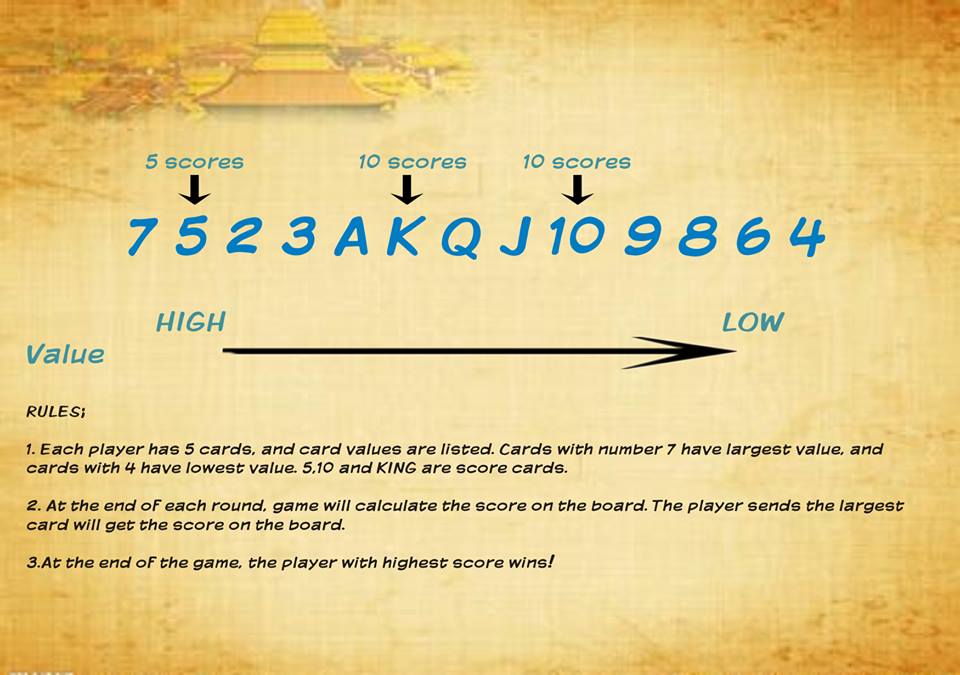 5 scores 10 scores 10 scores
7 5 2 3 A K Q J 10 9 8 6 4
HIGH LOW
Value
RULES;
1. Each player has 5 cards, and card values are listed. Cards with number 7 have largest value, and
cards with 4 have lowest value. 5,10 and KING are score cards.
2. At the end of each round, game will calculate the score on the board. The player sends the largest
card will get the score on the board.
3.At the end of the game, the player with highest score wins!